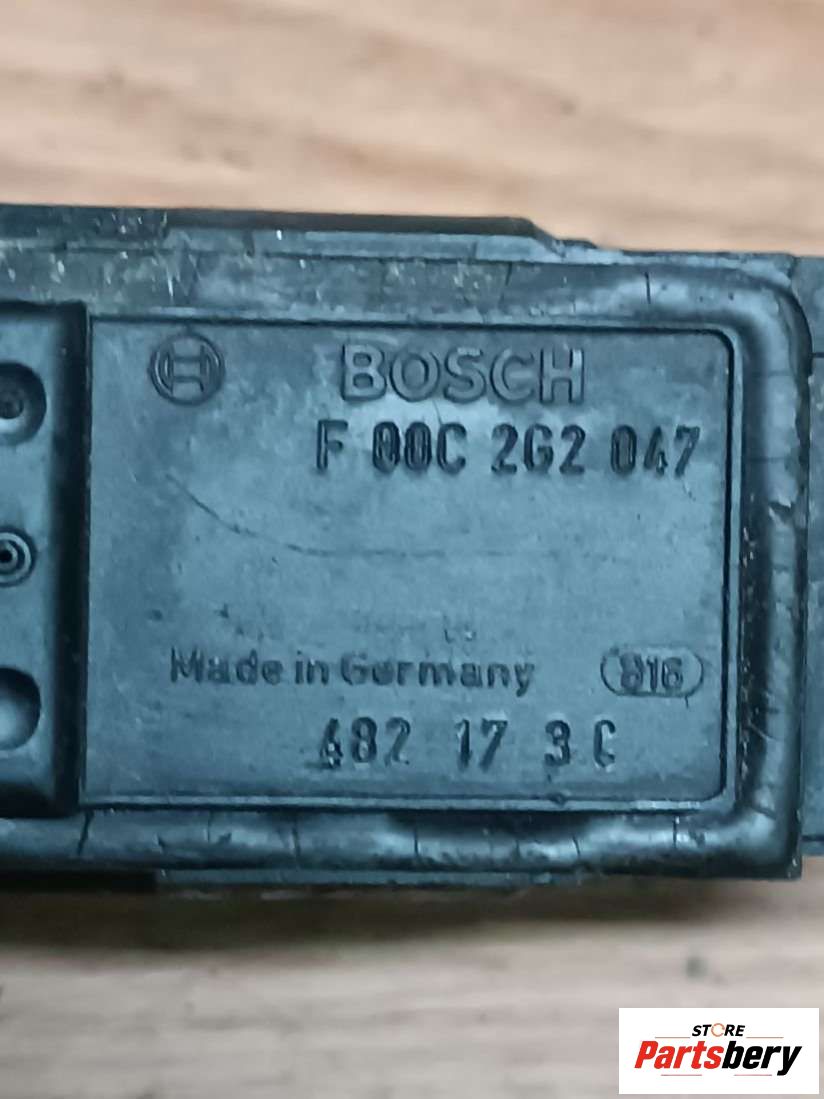 BOSCH
F 00C 2G2 047
Made in Germany 816
482 17 3 C
STORE
Partsbery